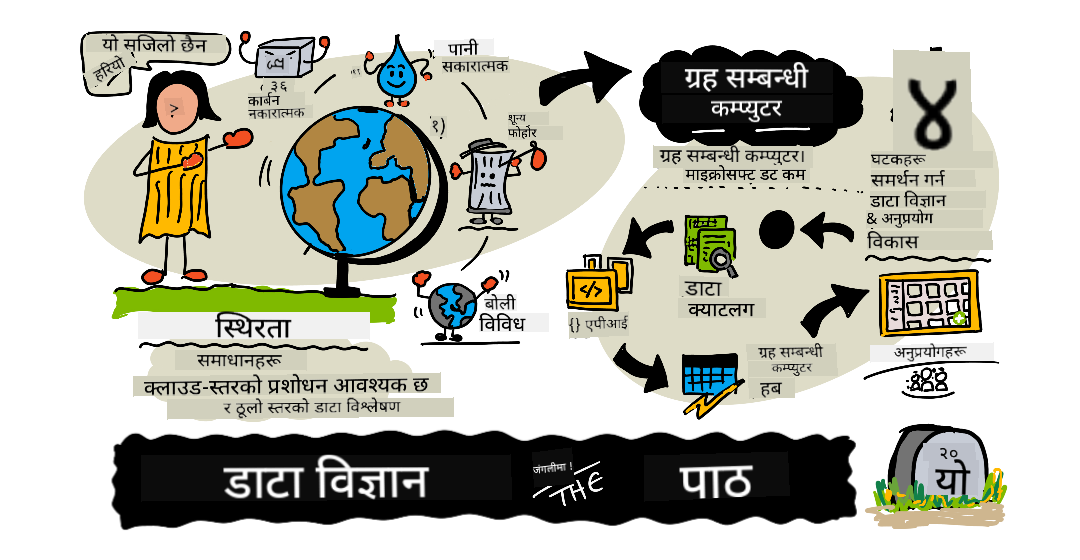 यो सजिलो छैन
हरियो
३६
कार्बन
नकारात्मक
पानी
सकारात्मक
१)
शून्य
फोहोर
बोली
विविध
स्थिरता
समाधानहरू
क्लाउड-स्तरको प्रशोधन आवश्यक छ
र ठूलो स्तरको डाटा विश्लेषण
ग्रह सम्बन्धी
कम्प्युटर
ग्रह सम्बन्धी कम्प्युटर।
माइक्रोसफ्ट डट कम
४
घटकहरू
समर्थन गर्न
डाटा विज्ञान
& अनुप्रयोग
विकास
डाटा
क्याटलग
</>
{} एपीआई
ग्रह सम्बन्धी
कम्प्युटर
हब
अनुप्रयोगहरू
डाटा विज्ञान
जंगलीमा !
THE
पाठ
२०
यो